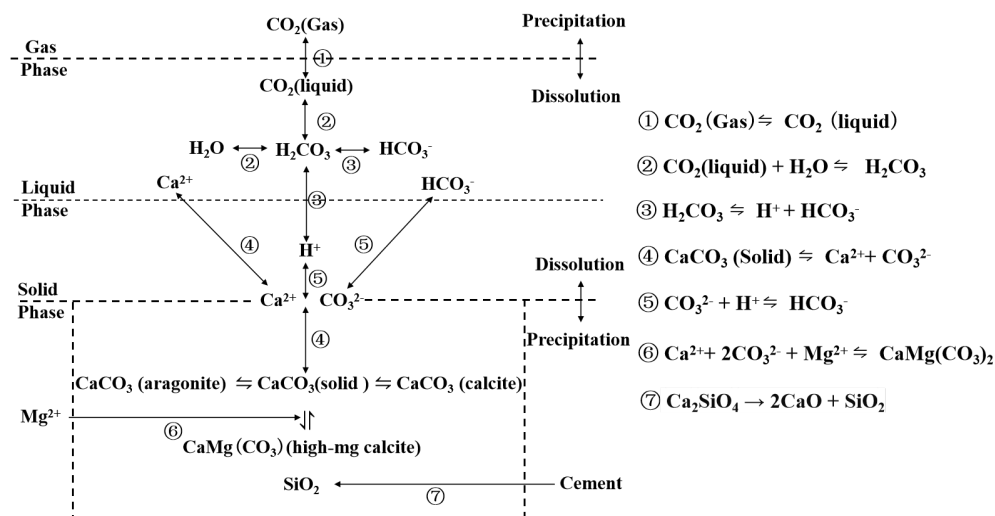 CO₂(Gas)
Precipitation
Gas
Phase
①
CO₂(liquid)
Dissolution
②
H₂O
②
H₂CO₃
③
HCO₃⁻
Ca²⁺
HCO₃⁻
Liquid
Phase
③
④
H⁺
⑤
⑤
Dissolution
Solid
Phase
Ca²⁺
CO₃²⁻
Precipitation
④
CaCO₃ (aragonite) ⇋ CaCO₃(solid) ⇋ CaCO₃ (calcite)
Mg²⁺
⑥
CaMg(CO₃)(high-mg calcite)
SiO₂
⑦
Cement
① CO₂(Gas) ⇋ CO₂ (liquid)
② CO₂(liquid) + H₂O ⇋ H₂CO₃
③ H₂CO₃ ⇋ H⁺ + HCO₃⁻
④ CaCO₃ (Solid) ⇋ Ca²⁺+ CO₃²⁻
⑤ CO₃²⁻ + H⁺ ⇋ HCO₃⁻
⑥ Ca²⁺+ 2CO₃²⁻ + Mg²⁺ ⇋ CaMg(CO₃)₂
⑦ Ca₂SiO₄ → 2CaO + SiO₂